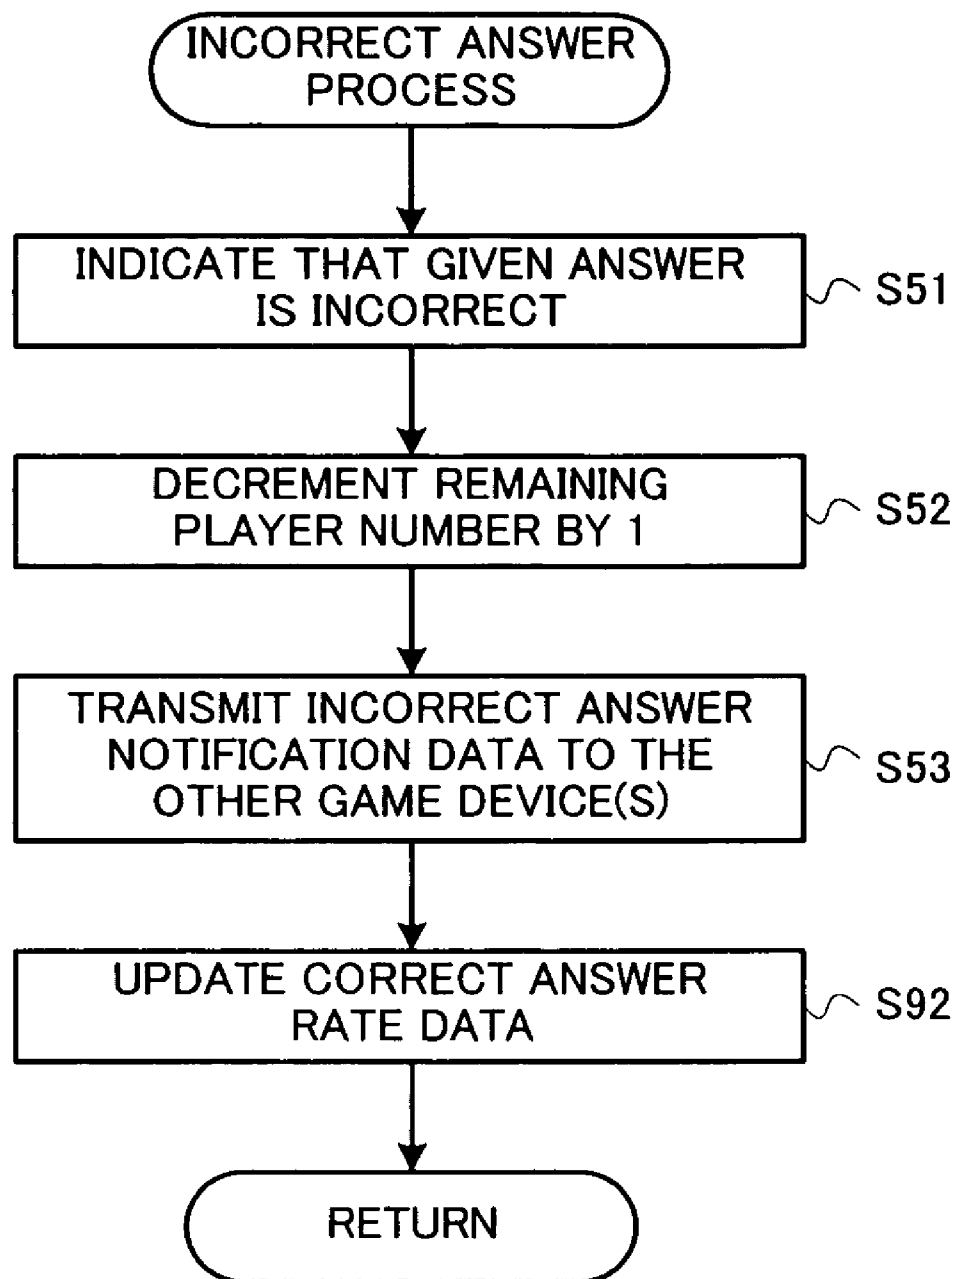 INCORRECT ANSWER
PROCESS
INDICATE THAT GIVEN ANSWER
IS INCORRECT
S51
DECREMENT REMAINING
PLAYER NUMBER BY 1
S52
TRANSMIT INCORRECT ANSWER
NOTIFICATION DATA TO THE
OTHER GAME DEVICE(S)
S53
UPDATE CORRECT ANSWER
RATE DATA
S92
RETURN